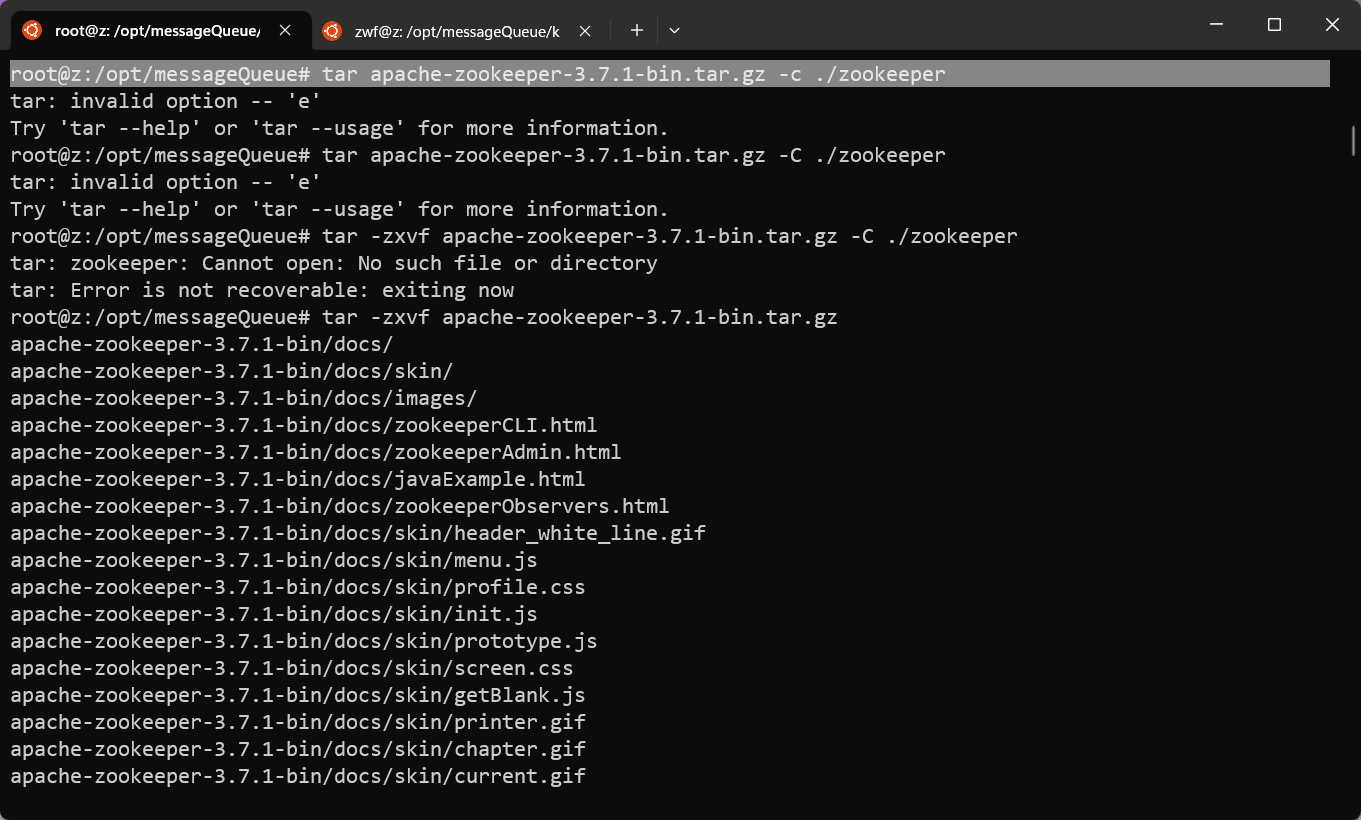 root@z: /opt/messageQueue/
zwf@z: /opt/messageQueue/k
root@z:/opt/messageQueue# tar apache-zookeeper-3.7.1-bin.tar.gz -c ./zookeeper
tar: invalid option -- 'e'
Try 'tar --help' or 'tar --usage' for more information.
root@z:/opt/messageQueue# tar apache-zookeeper-3.7.1-bin.tar.gz -C ./zookeeper
tar: invalid option -- 'e'
Try 'tar --help' or 'tar --usage' for more information.
root@z:/opt/messageQueue# tar -zxvf apache-zookeeper-3.7.1-bin.tar.gz -C ./zookeeper
tar: zookeeper: Cannot open: No such file or directory
tar: Error is not recoverable: exiting now
root@z:/opt/messageQueue# tar -zxvf apache-zookeeper-3.7.1-bin.tar.gz
apache-zookeeper-3.7.1-bin/docs/
apache-zookeeper-3.7.1-bin/docs/skin/
apache-zookeeper-3.7.1-bin/docs/images/
apache-zookeeper-3.7.1-bin/docs/zookeeperCLI.html
apache-zookeeper-3.7.1-bin/docs/zookeeperAdmin.html
apache-zookeeper-3.7.1-bin/docs/javaExample.html
apache-zookeeper-3.7.1-bin/docs/zookeeperObservers.html
apache-zookeeper-3.7.1-bin/docs/skin/header_white_line.gif
apache-zookeeper-3.7.1-bin/docs/skin/menu.js
apache-zookeeper-3.7.1-bin/docs/skin/profile.css
apache-zookeeper-3.7.1-bin/docs/skin/init.js
apache-zookeeper-3.7.1-bin/docs/skin/prototype.js
apache-zookeeper-3.7.1-bin/docs/skin/screen.css
apache-zookeeper-3.7.1-bin/docs/skin/getBlank.js
apache-zookeeper-3.7.1-bin/docs/skin/printer.gif
apache-zookeeper-3.7.1-bin/docs/skin/chapter.gif
apache-zookeeper-3.7.1-bin/docs/skin/current.gif